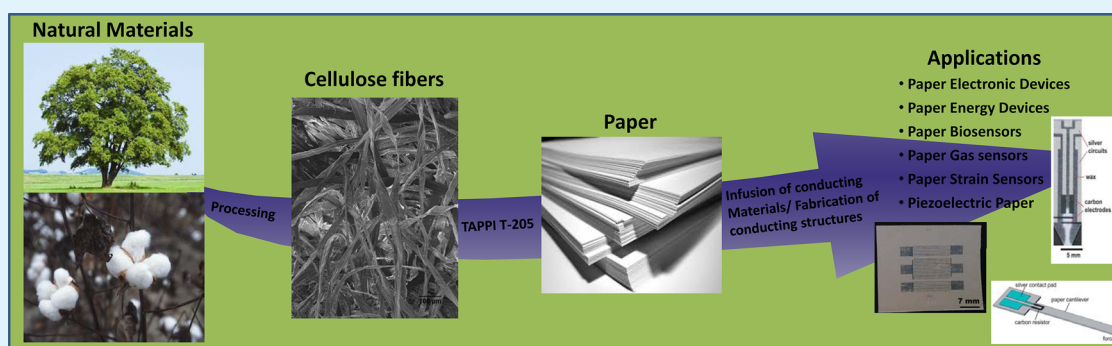 Natural Materials
Processing
Cellulose fibers
100µm
TAPPI T-205
Paper
Infusion of conducting
Materials/ Fabrication of
conducting structures
Applications
• Paper Electronic Devices
• Paper Energy Devices
• Paper Biosensors
• Paper Gas sensors
• Paper Strain Sensors
• Piezoelectric Paper
7 mm
silver
circuits
wax
carbon
electrodes
5 mm
silver contact pad
paper cantilever
carbon resistor